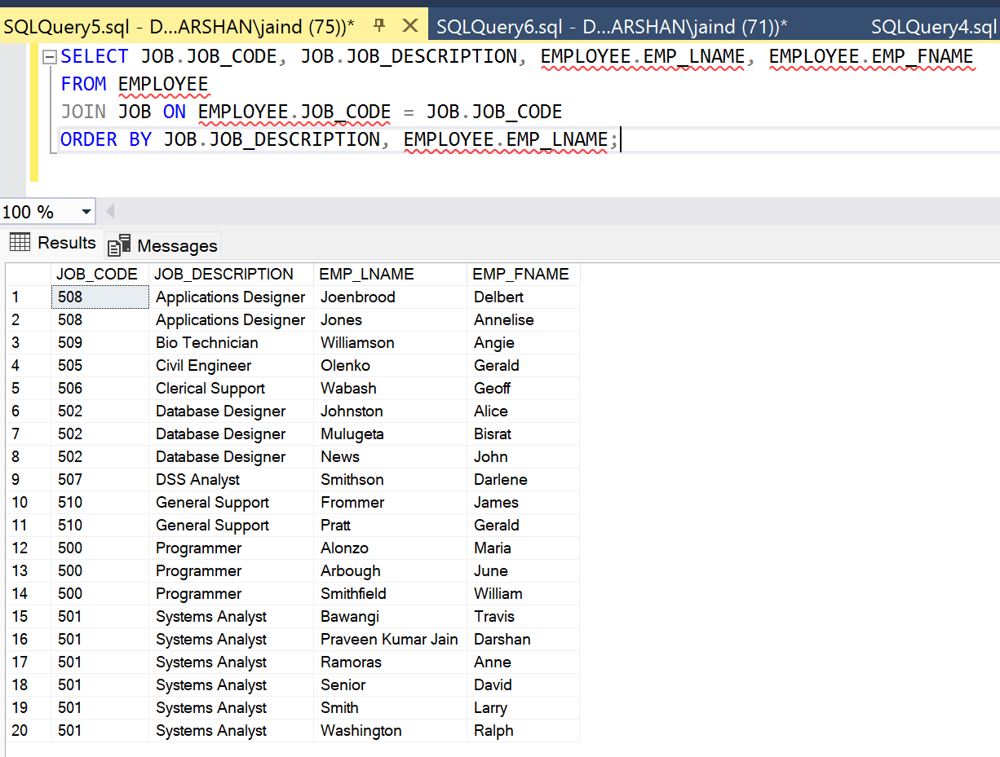 SQLQuery5.sql - D...ARSHAN\jaind (75))* SQLQuery6.sql - D...ARSHAN\jaind (71))* SQLQuery4.sql
SELECT JOB.JOB_CODE, JOB.JOB_DESCRIPTION, EMPLOYEE.EMP_LNAME, EMPLOYEE.EMP_FNAME
FROM EMPLOYEE
JOIN JOB ON EMPLOYEE.JOB_CODE = JOB.JOB_CODE
ORDER BY JOB.JOB_DESCRIPTION, EMPLOYEE.EMP_LNAME;
100 %
Results Messages
JOB_CODE JOB_DESCRIPTION EMP_LNAME EMP_FNAME
1 508 Applications Designer Joenbrood Delbert
2 508 Applications Designer Jones Annelise
3 509 Bio Technician Williamson Angie
4 505 Civil Engineer Olenko Gerald
5 506 Clerical Support Wabash Geoff
6 502 Database Designer Johnston Alice
7 502 Database Designer Mulugeta Bisrat
8 502 Database Designer News John
9 507 DSS Analyst Smithson Darlene
10 510 General Support Frommer James
11 510 General Support Pratt Gerald
12 500 Programmer Alonzo Maria
13 500 Programmer Arbough June
14 500 Programmer Smithfield William
15 501 Systems Analyst Bawangi Travis
16 501 Systems Analyst Praveen Kumar Jain Darshan
17 501 Systems Analyst Ramoras Anne
18 501 Systems Analyst Senior David
19 501 Systems Analyst Smith Larry
20 501 Systems Analyst Washington Ralph